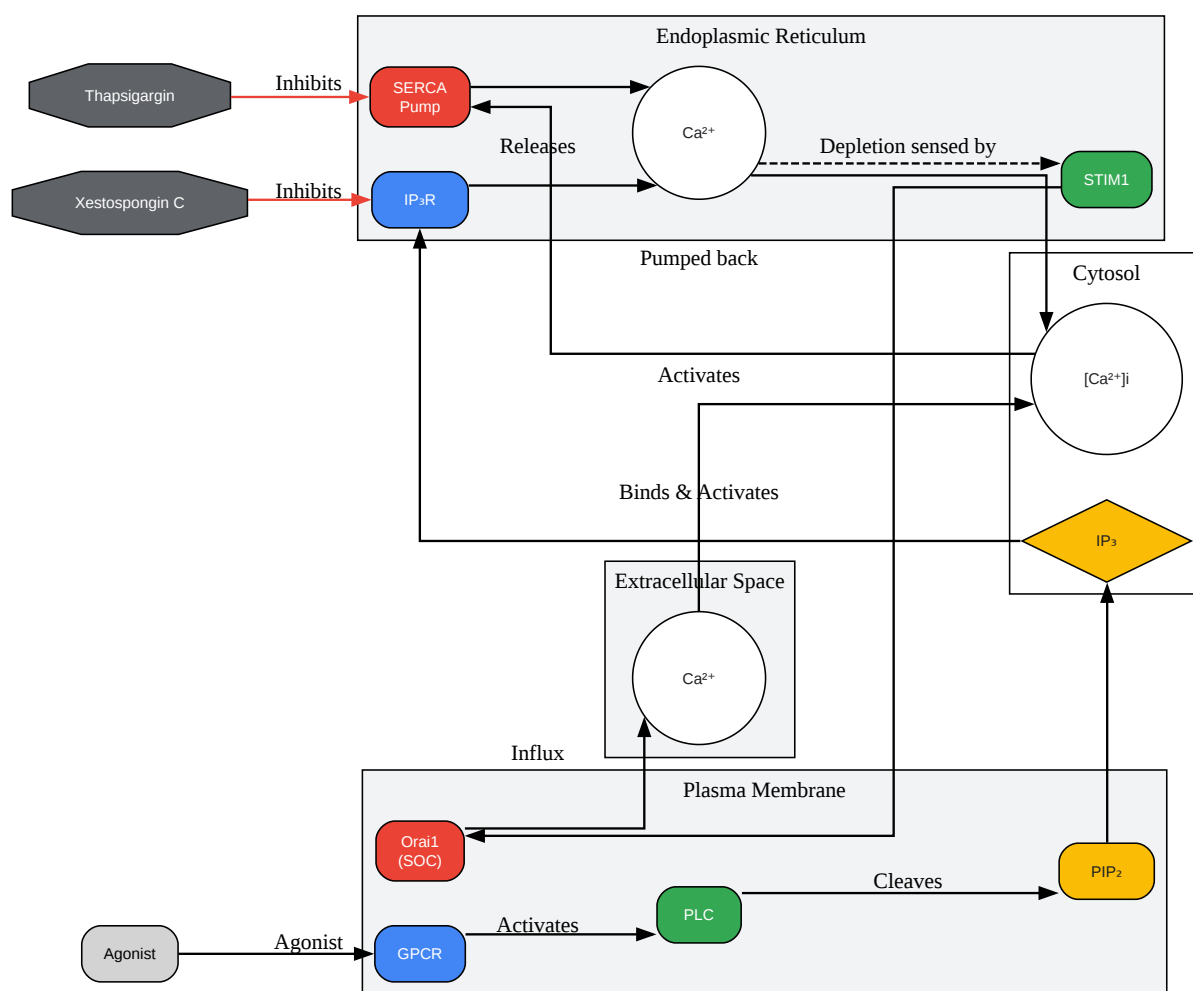 Endoplasmic Reticulum
Thapsigargin
Inhibits
SERCA
Pump
Ca²⁺
Releases
Depletion sensed by
Xestospongin C
Inhibits
IP₃R
STIM1
Pumped back
Cytosol
Activates
[Ca²⁺]i
Binds & Activates
IP₃
Extracellular Space
Ca²⁺
Influx
Plasma Membrane
Orai1
(SOC)
PIP₂
Cleaves
PLC
Activates
Agonist
Agonist
GPCR